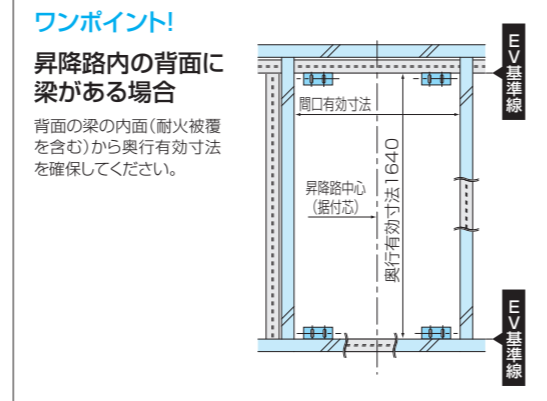 ワンポイント!
昇降路内の背面に
梁がある場合
背面の梁の内面(耐火被覆
を含む)から奥行有効寸法
を確保してください。
EV基準線
間口有効寸法
昇降路中心
(据付芯)
奥行有効寸法1640
EV基準線